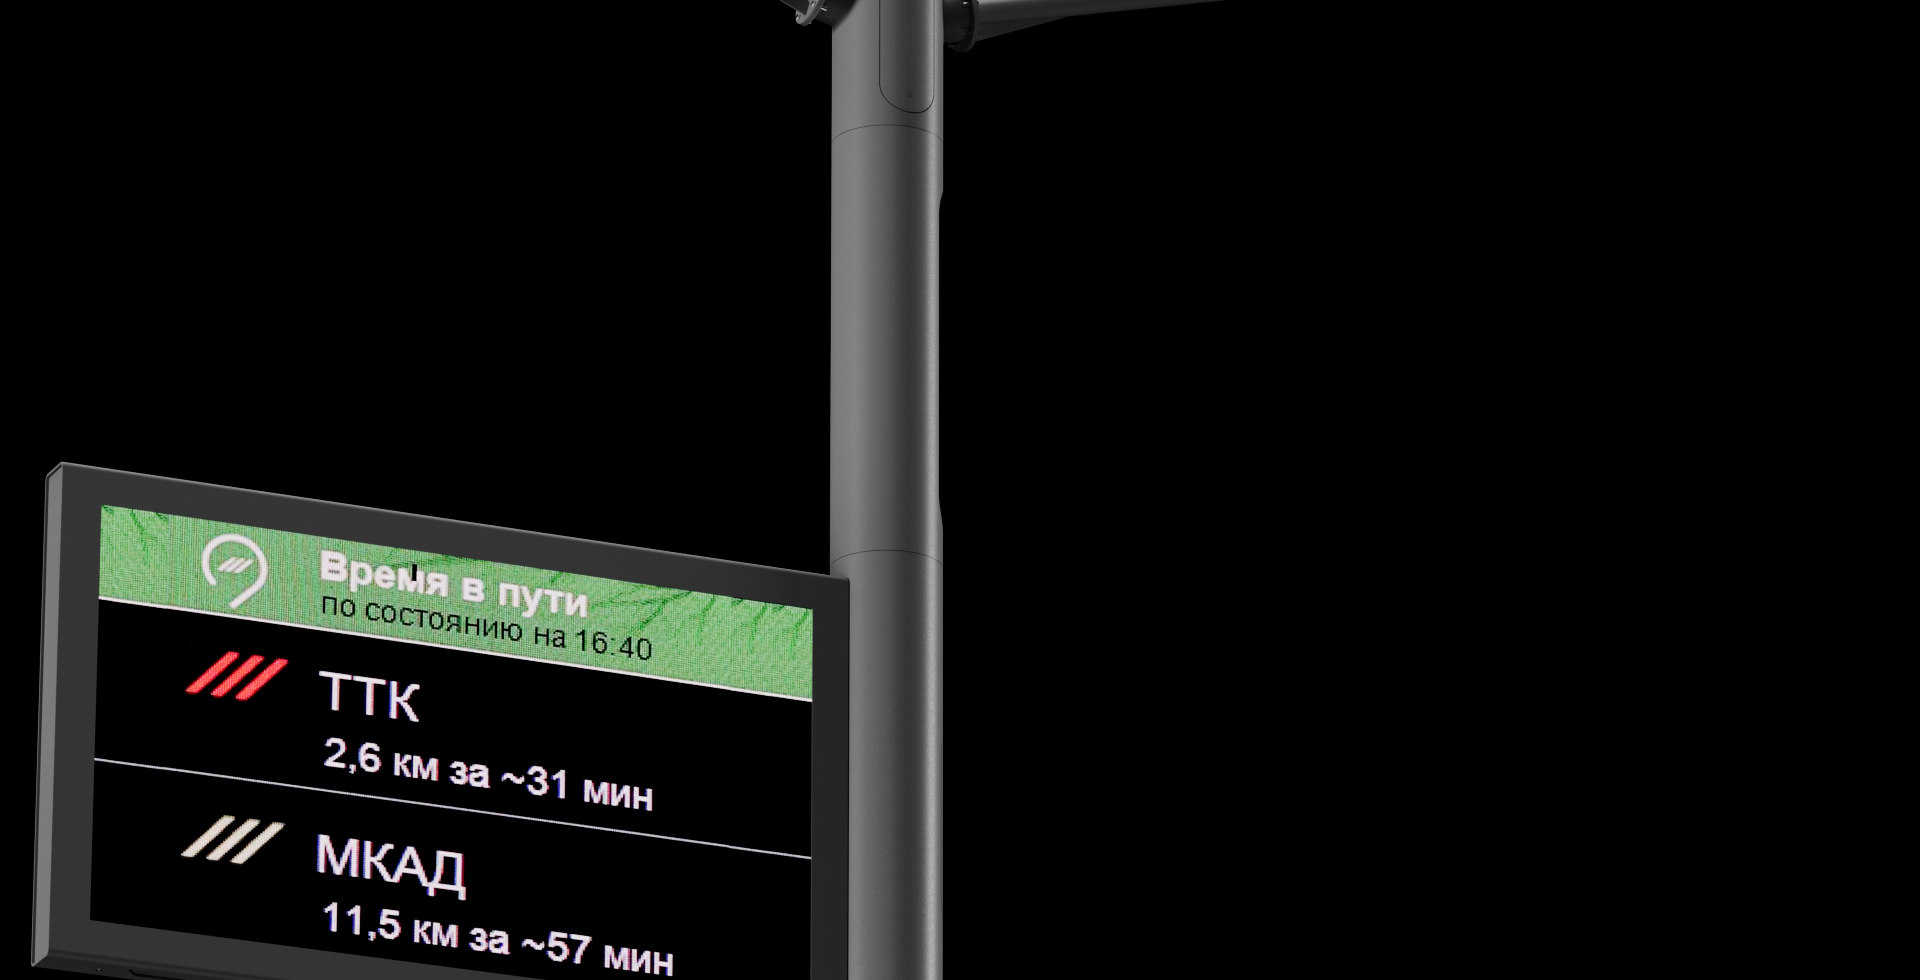 Время в пути
по состоянию на 16:40
ТТК
2,6 км за ~31 мин
МКАД
11,5 км за ~57 мин